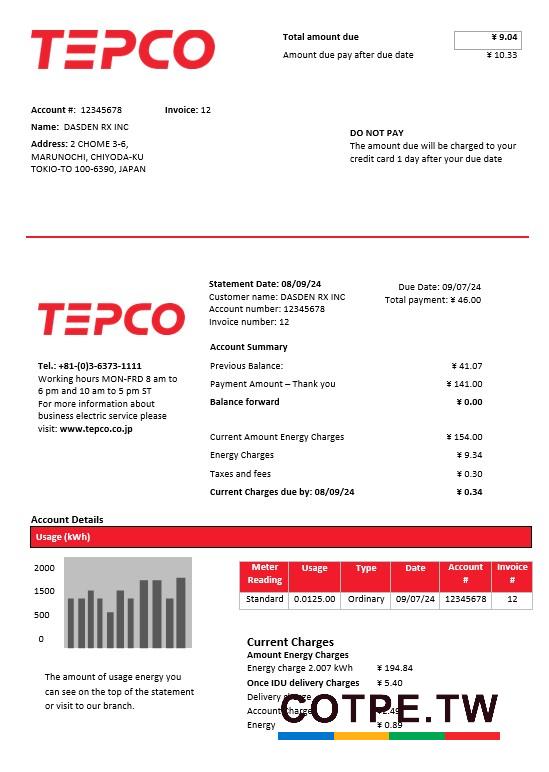 TEPCO
Total amount due ¥ 9.04
Amount due pay after due date ¥ 10.33
Account #: 12345678 Invoice: 12
Name: DASDEN RX INC
Address: 2 CHOME 3-6,
MARUNOCHI, CHIYODA-KU
TOKIO-TO 100-6390, JAPAN
DO NOT PAY
The amount due will be charged to your
credit card 1 day after your due date
TEPCO
Tel.: +81-(0)3-6373-1111
Working hours MON-FRD 8 am to
6 pm and 10 am to 5 pm ST
For more information about
business electric service please
visit: www.tepco.co.jp
Statement Date: 08/09/24
Customer name: DASDEN RX INC
Account number: 12345678
Invoice number: 12
Due Date: 09/07/24
Total payment: ¥ 46.00
Account Summary
Previous Balance: ¥ 41.07
Payment Amount – Thank you ¥ 141.00
Balance forward ¥ 0.00
Current Amount Energy Charges ¥ 154.00
Energy Charges ¥ 9.34
Taxes and fees ¥ 0.30
Current Charges due by: 08/09/24 ¥ 0.34
Account Details
Usage (kWh)
2000
1500
500
0
The amount of usage energy you
can see on the top of the statement
or visit to our branch.
Meter Reading Usage Type Date Account # Invoice #
Standard 0.0125.00 Ordinary 09/07/24 12345678 12
Current Charges
Amount Energy Charges
Energy charge 2.007 kWh ¥ 194.84
Once IDU delivery Charges ¥ 5.40
Delivery charge
Account Charges
Energy ¥ 0.89
COTPE.TW